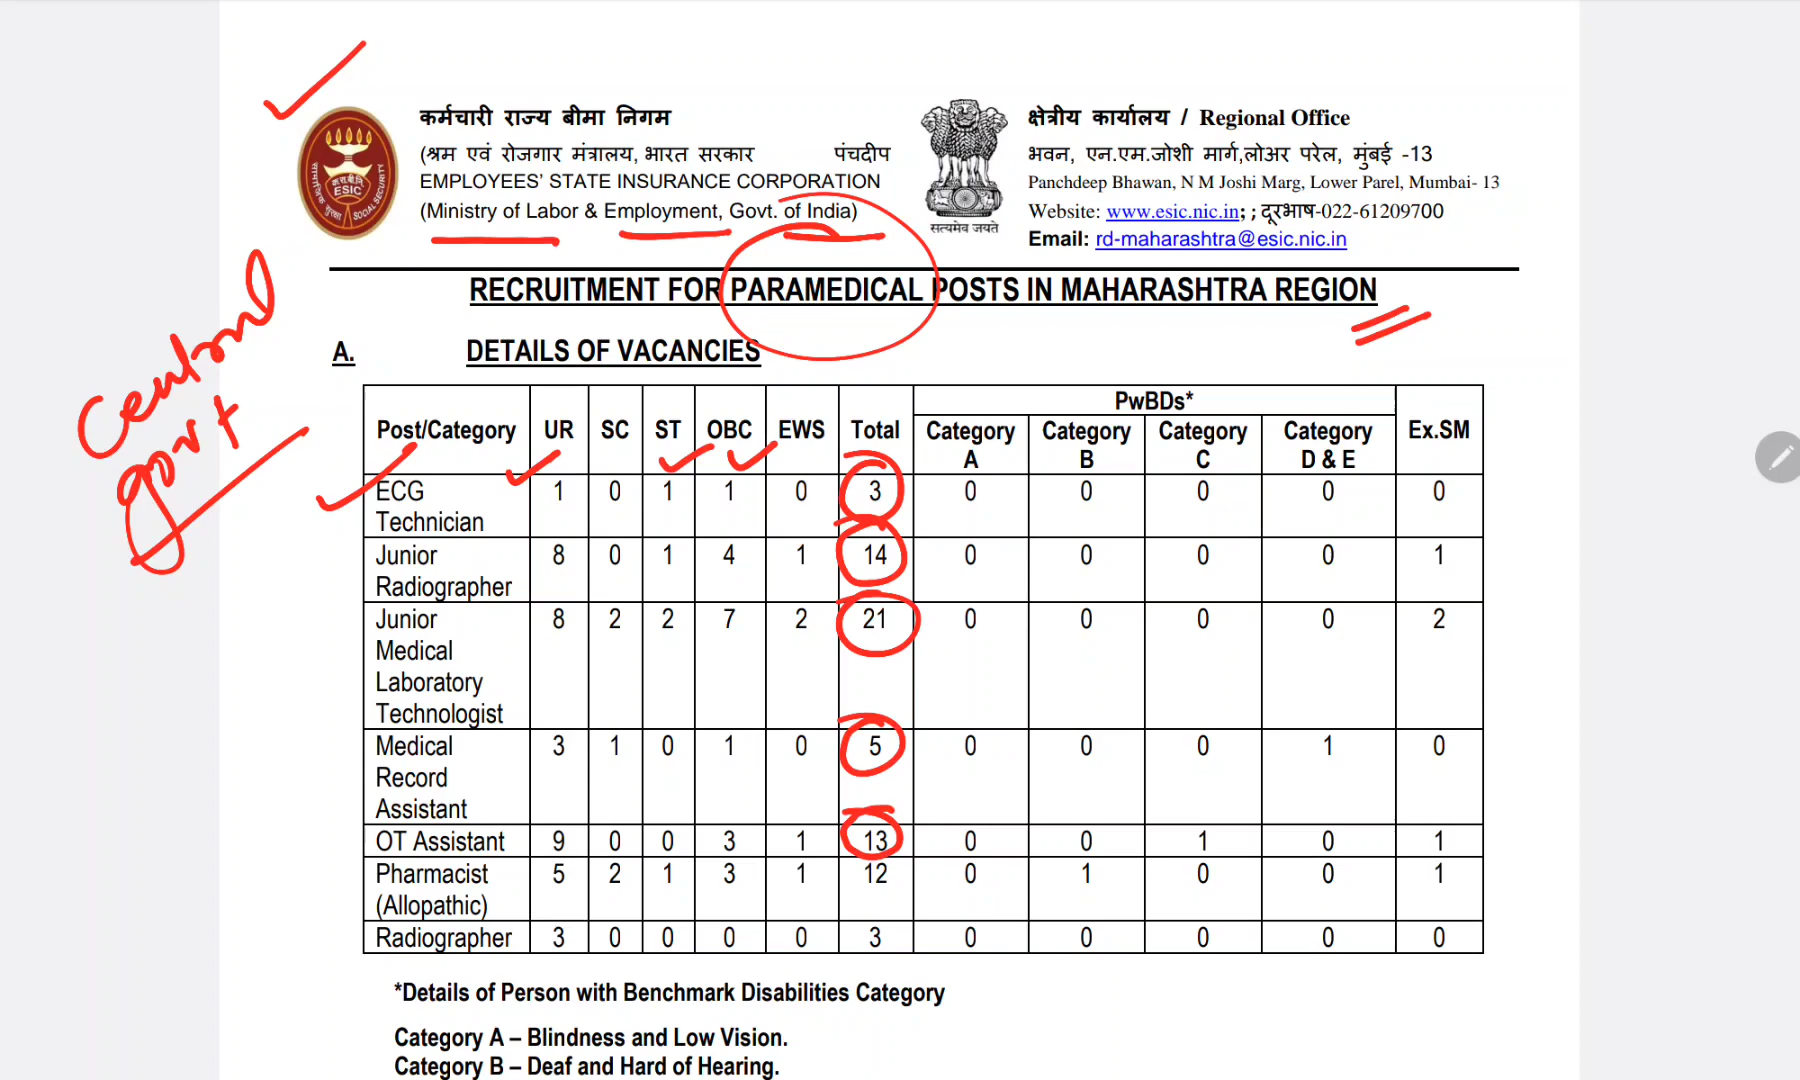 कर्मचारी राज्य बीमा निगम
(श्रम एवं रोजगार मंत्रालय, भारत सरकार पंचदीप
EMPLOYEES' STATE INSURANCE CORPORATION
(Ministry of Labor & Employment, Govt. of India)
ESIC
SOCIAL SECURITY
सत्यमेव जयते
क्षेत्रीय कार्यालय / Regional Office
भवन, एन.एम.जोशी मार्ग,लोअर परेल, मुंबई -13
Panchdeep Bhawan, N M Joshi Marg, Lower Parel, Mumbai- 13
Website: www.esic.nic.in; ; दूरभाष-022-61209700
Email: rd-maharashtra@esic.nic.in
Central
govt
RECRUITMENT FOR PARAMEDICAL POSTS IN MAHARASHTRA REGION
A. DETAILS OF VACANCIES
Post/Category UR SC ST OBC EWS Total PwBDs* Ex.SM
Category A Category B Category C Category D & E
ECG Technician 1 0 1 1 0 3 0 0 0 0 0
Junior Radiographer 8 0 1 4 1 14 0 0 0 0 1
Junior Medical Laboratory Technologist 8 2 2 7 2 21 0 0 0 0 2
Medical Record Assistant 3 1 0 1 0 5 0 0 0 1 0
OT Assistant 9 0 0 3 1 13 0 0 1 0 1
Pharmacist (Allopathic) 5 2 1 3 1 12 0 1 0 0 1
Radiographer 3 0 0 0 0 3 0 0 0 0 0
*Details of Person with Benchmark Disabilities Category
Category A – Blindness and Low Vision.
Category B – Deaf and Hard of Hearing.